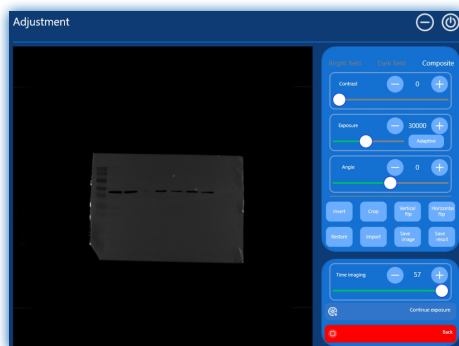 Adjustment
Bright field Dark field Composite
Contrast
0
Exposure
30000
Adaptive
Angle
0
Invert
Crop
Vertical
flip
Horizontal
flip
Restore
Import
Save
image
Save
result
Time imaging
57
Continue exposure
Back